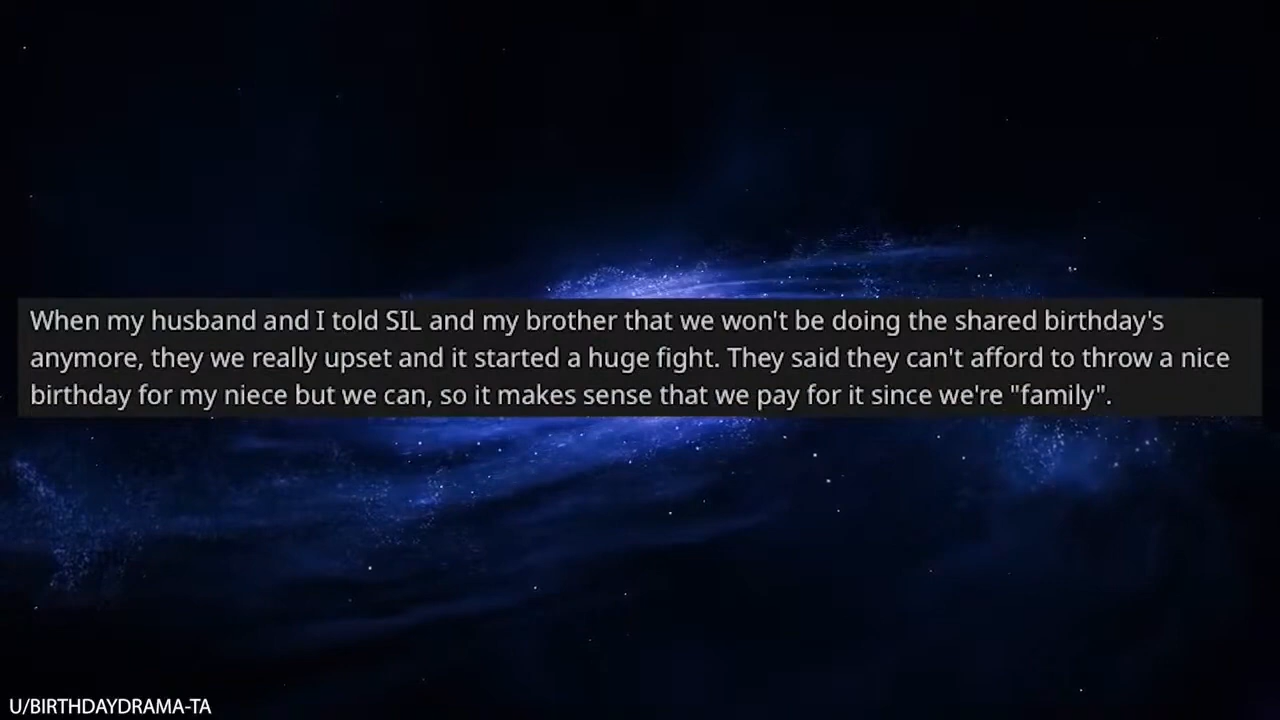 When my husband and I told SIL and my brother that we won't be doing the shared birthday's
anymore, they we really upset and it started a huge fight. They said they can't afford to throw a nice
birthday for my niece but we can, so it makes sense that we pay for it since we're "family".
U/BIRTHDAYDRAMA-TA